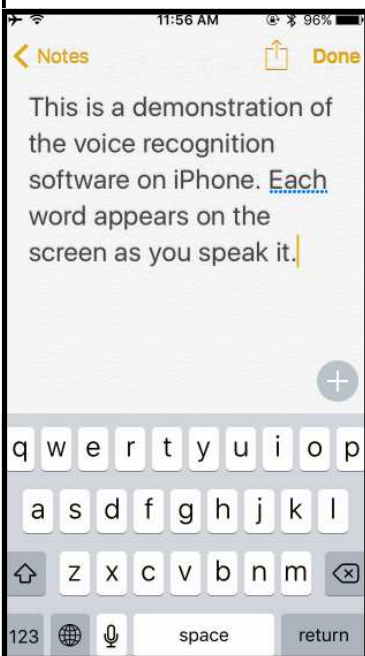 11:56 AM 96%
Notes Done
This is a demonstration of
the voice recognition
software on iPhone. Each
word appears on the
screen as you speak it.
q w e r t y u i o p
a s d f g h j k l
z x c v b n m
123 space return